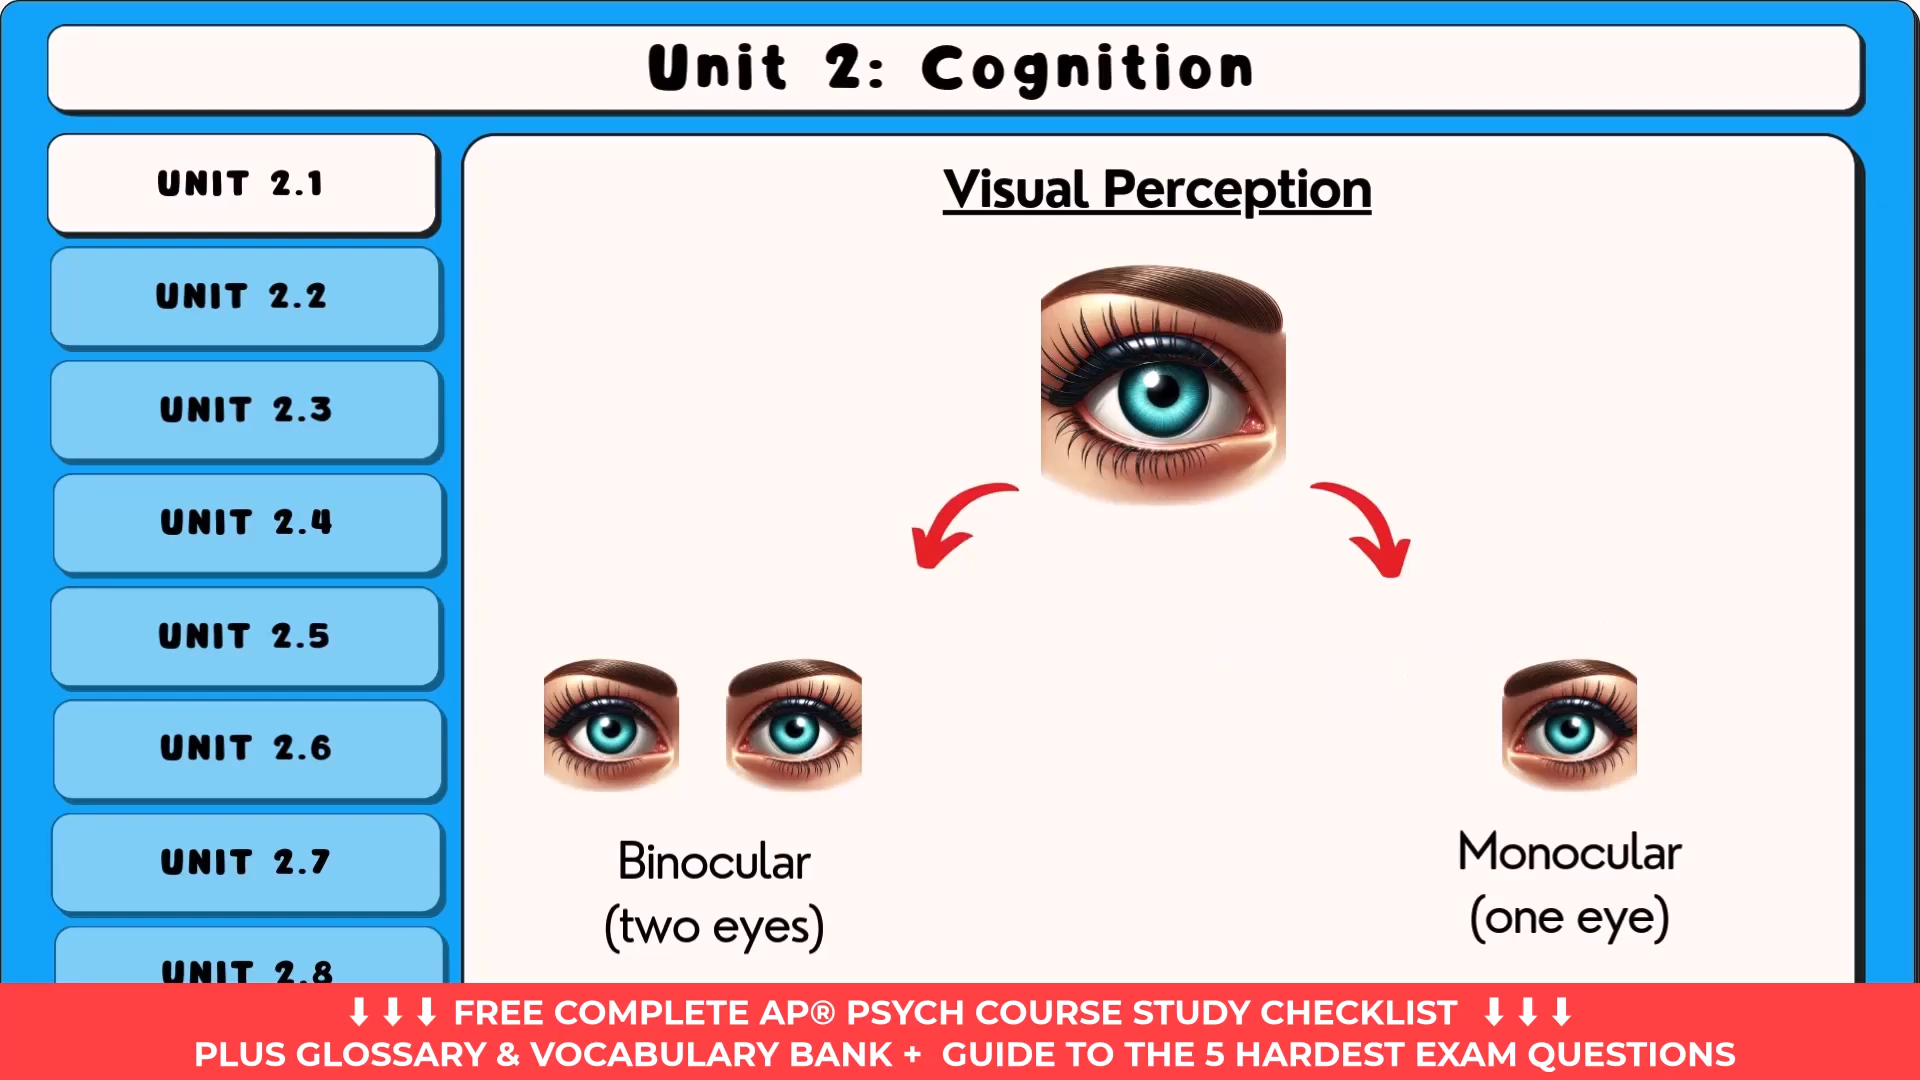 Unit 2: Cognition
UNIT 2.1
UNIT 2.2
UNIT 2.3
UNIT 2.4
UNIT 2.5
UNIT 2.6
UNIT 2.7
UNIT 2.8
Visual Perception
Binocular
(two eyes)
Monocular
(one eye)
⬇⬇⬇ FREE COMPLETE AP® PSYCH COURSE STUDY CHECKLIST ⬇⬇⬇
PLUS GLOSSARY & VOCABULARY BANK + GUIDE TO THE 5 HARDEST EXAM QUESTIONS